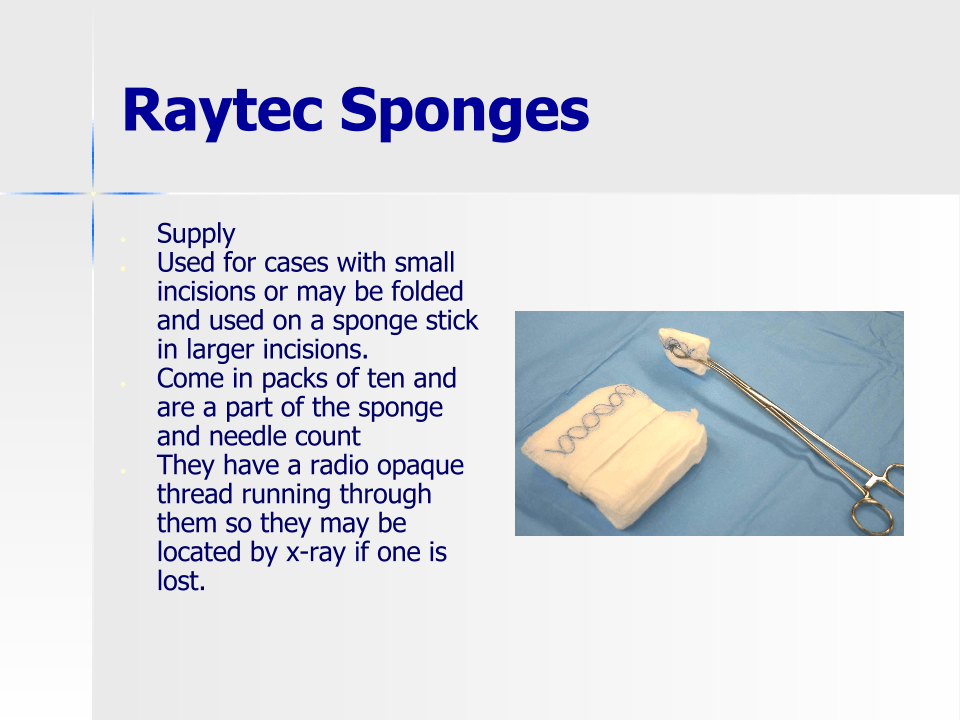 Raytec Sponges
Supply
Used for cases with small
incisions or may be folded
and used on a sponge stick
in larger incisions.
Come in packs of ten and
are a part of the sponge
and needle count
They have a radio opaque
thread running through
them so they may be
located by x-ray if one is
lost.